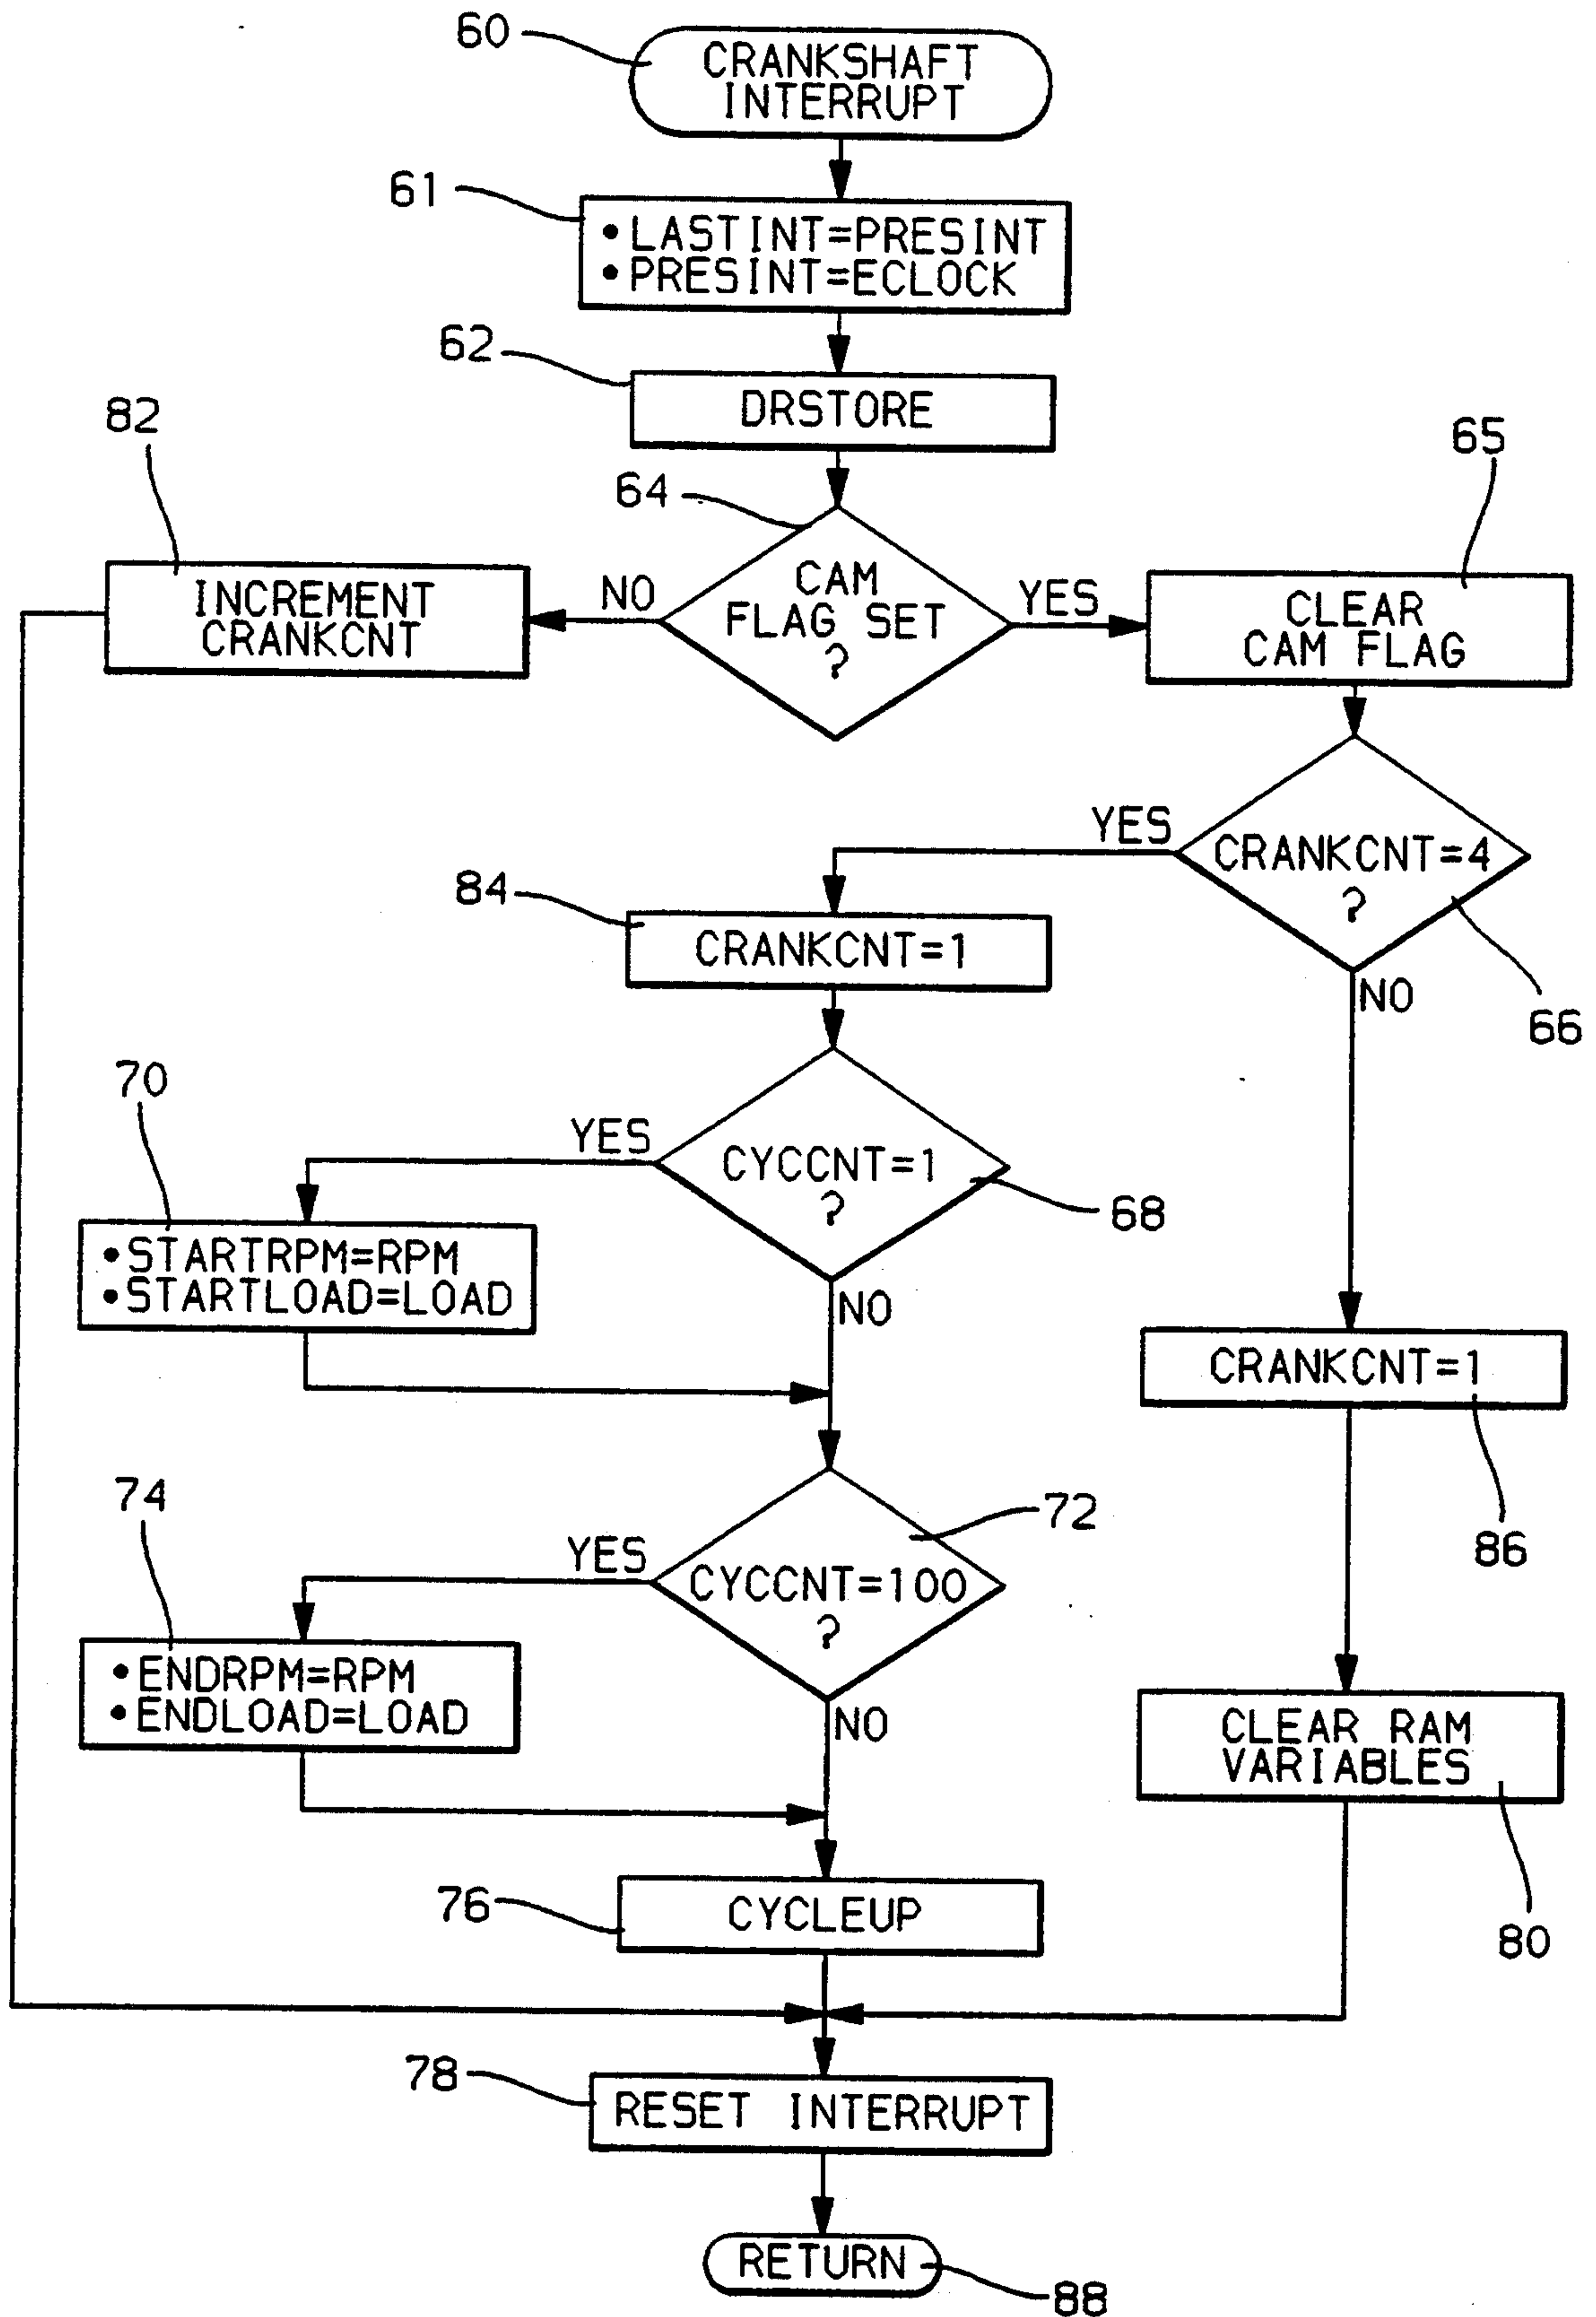 60
CRANKSHAFT
INTERRUPT
61
• LASTINT=PRESINT
• PRESINT=ECLOCK
62
DRSTORE
82
65
64
INCREMENT
CRANKCNT
NO
CAM
FLAG SET
?
YES
CLEAR
CAM FLAG
YES
CRANKCNT=4
?
66
NO
84
CRANKCNT=1
70
YES
CYCCNT=1
?
68
NO
• STARTRPM=RPM
• STARTLOAD=LOAD
CRANKCNT=1
86
74
72
YES
CYCCNT=100
?
NO
• ENDRPM=RPM
• ENDLOAD=LOAD
CLEAR RAM
VARIABLES
80
76
CYCLEUP
78
RESET INTERRUPT
RETURN
88